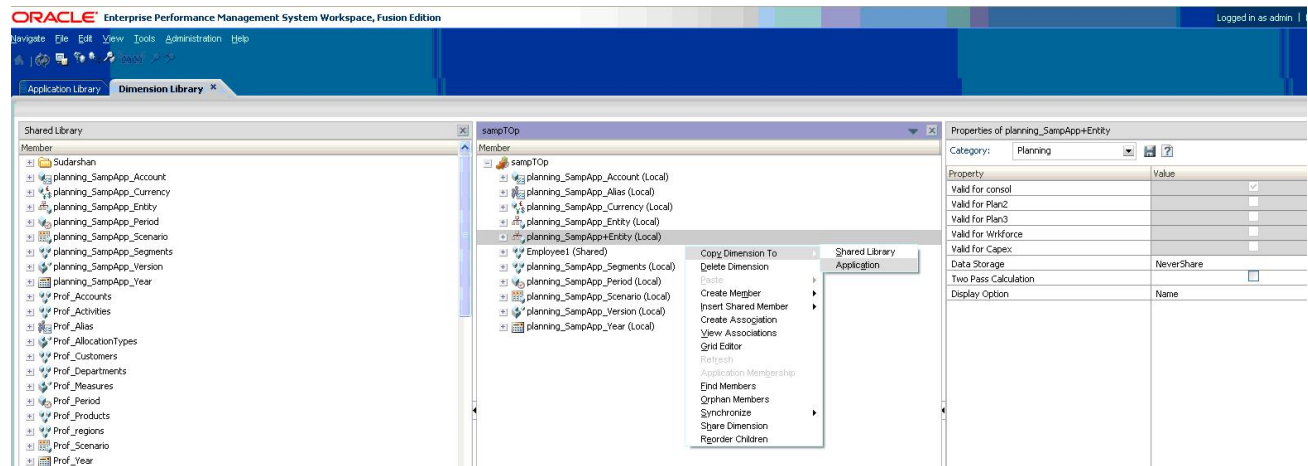 ORACLE Enterprise Performance Management System Workspace, Fusion Edition
Logged in as admin |
Navigate File Edit View Tools Administration Help
Application Library Dimension Library
Shared Library
Member
Sudarshan
planning_SampApp_Account
planning_SampApp_Currency
planning_SampApp_Entity
planning_SampApp_Period
planning_SampApp_Scenario
planning_SampApp_Segments
planning_SampApp_Version
planning_SampApp_Year
Prof_Accounts
Prof_Activities
Prof_Alias
Prof_AllocationTypes
Prof_Customers
Prof_Departments
Prof_Measures
Prof_Period
Prof_Products
Prof_regions
Prof_Scenario
Prof_Year
sampTOp
Member
sampTOp
planning_SampApp_Account (Local)
planning_SampApp_Alias (Local)
planning_SampApp_Currency (Local)
planning_SampApp_Entity (Local)
planning_SampApp+Entity (Local)
Employee1 (Shared)
planning_SampApp_Segments (Local)
planning_SampApp_Period (Local)
planning_SampApp_Scenario (Local)
planning_SampApp_Version (Local)
planning_SampApp_Year (Local)
Copy Dimension To
Delete Dimension
Paste
Create Member
Insert Shared Member
Create Association
View Associations
Grid Editor
Refresh
Application Membership
Find Members
Orphan Members
Synchronize
Share Dimension
Reorder Children
Shared Library
Application
Properties of planning_SampApp+Entity
Category: Planning
Property Value
Valid for consol
Valid for Plan2
Valid for Plan3
Valid for Wrkforce
Valid for Capex
Data Storage NeverShare
Two Pass Calculation
Display Option Name